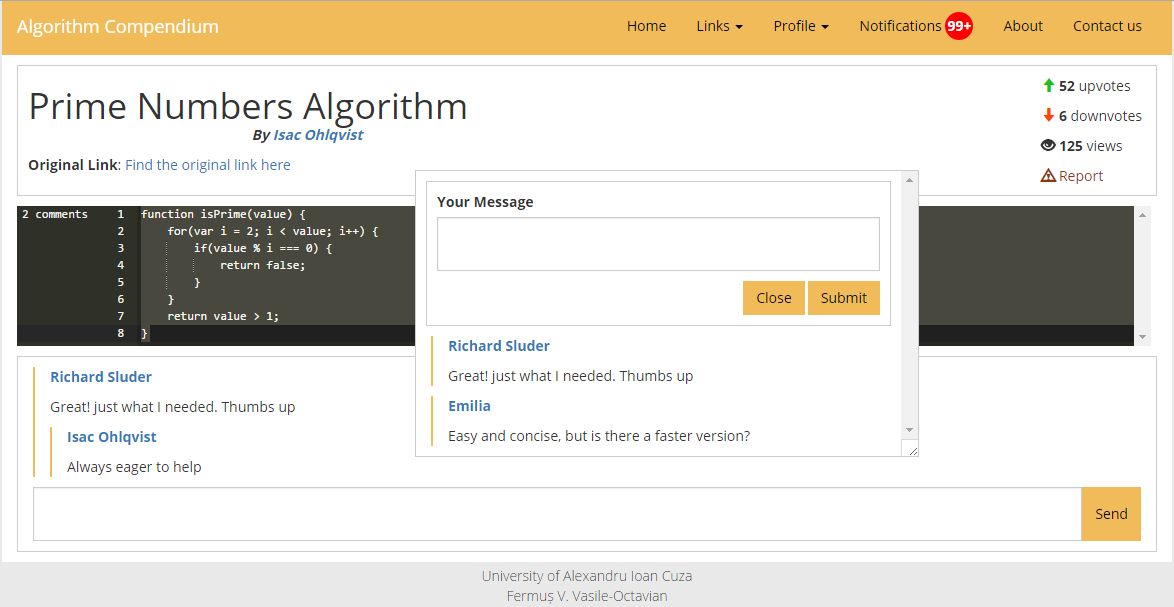 Algorithm Compendium
Home Links Profile Notifications 99+ About Contact us
Prime Numbers Algorithm
By Isac Ohlqvist
Original Link: Find the original link here
52 upvotes
6 downvotes
125 views
Report
2 comments
1 function isPrime(value) {
2 for(var i = 2; i < value; i++) {
3 if(value % i === 0) {
4 return false;
5 }
6 }
7 return value > 1;
8 }
Your Message
Close Submit
Richard Sluder
Great! just what I needed. Thumbs up
Emilia
Easy and concise, but is there a faster version?
Richard Sluder
Great! just what I needed. Thumbs up
Isac Ohlqvist
Always eager to help
Send
University of Alexandru Ioan Cuza
Fermuș V. Vasile-Octavian